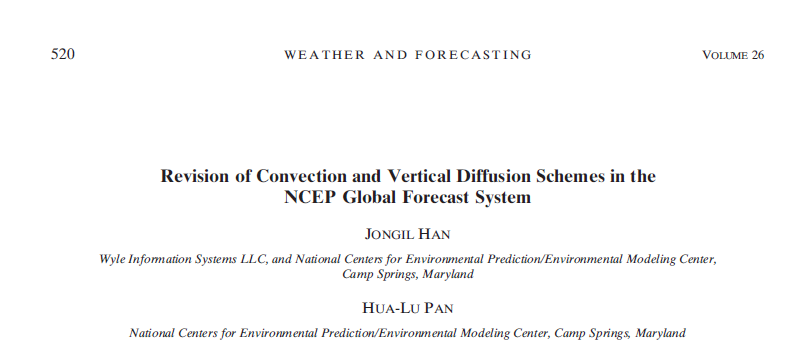 520
WEATHER AND FORECASTING
VOLUME 26
Revision of Convection and Vertical Diffusion Schemes in the
NCEP Global Forecast System
JONGIL HAN
Wyle Information Systems LLC, and National Centers for Environmental Prediction/Environmental Modeling Center,
Camp Springs, Maryland
HUA-LU PAN
National Centers for Environmental Prediction/Environmental Modeling Center, Camp Springs, Maryland